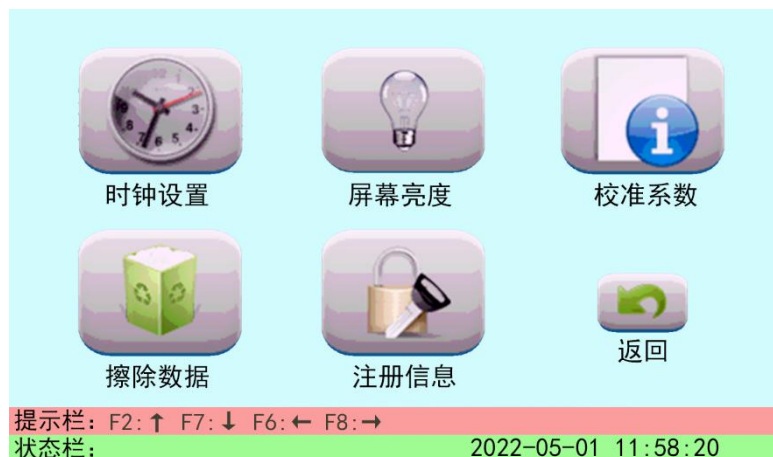 时钟设置 屏幕亮度 校准系数
擦除数据 注册信息 返回
提示栏：F2:↑ F7:↓ F6:← F8:→
状态栏： 2022-05-01 11:58:20